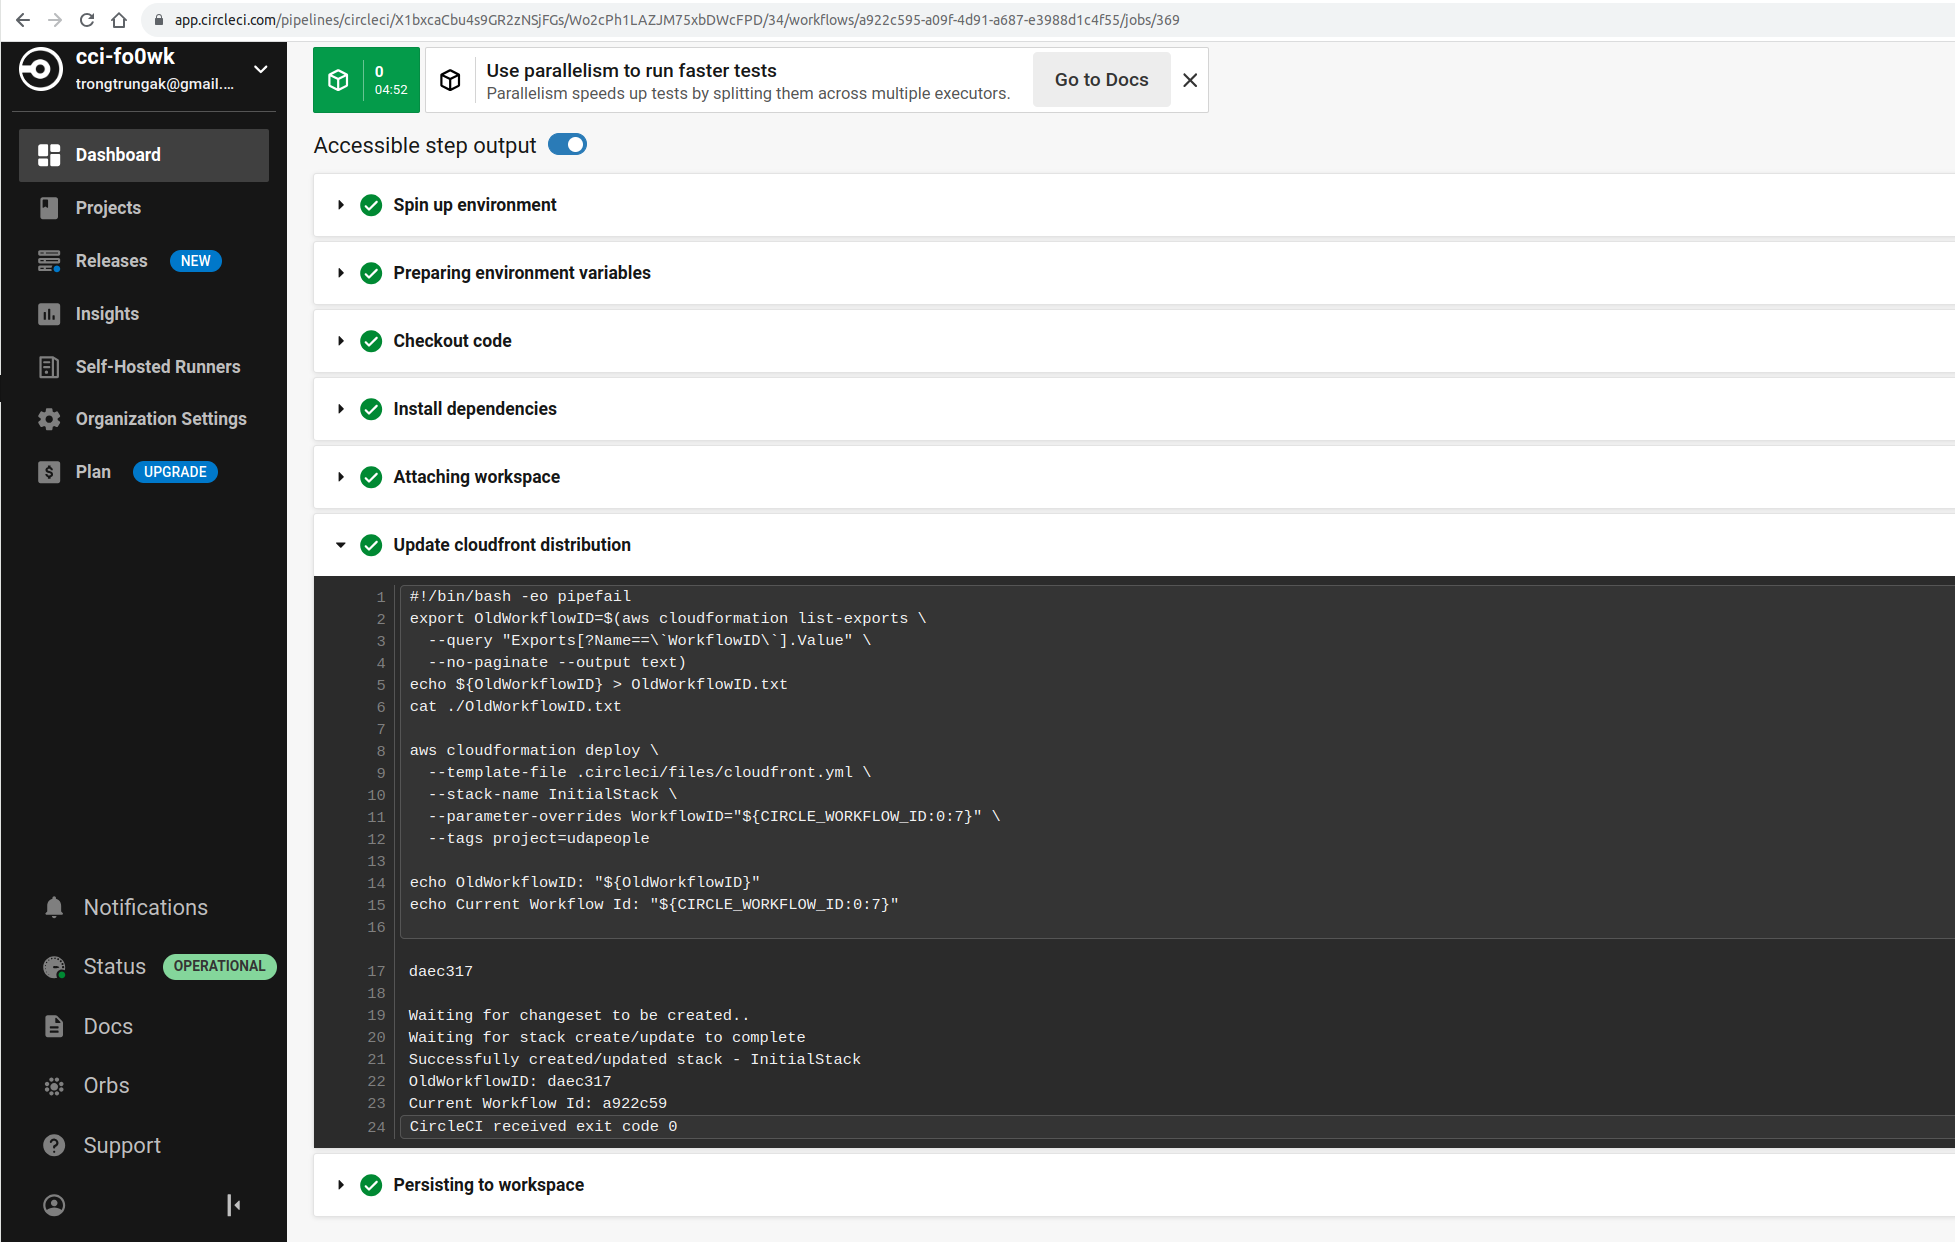 app.circleci.com/pipelines/circleci/X1bxcaCbu4s9GR2zNSjFGs/Wo2cPh1LAZJM75xbDWcFPD/34/workflows/a922c595-a09f-4d91-a687-e3988d1c4f55/jobs/369
cci-fo0wk
trongtrungak@gmail....
Dashboard
Projects
Releases NEW
Insights
Self-Hosted Runners
Organization Settings
Plan UPGRADE
Notifications
Status OPERATIONAL
Docs
Orbs
Support
0
04:52
Use parallelism to run faster tests
Parallelism speeds up tests by splitting them across multiple executors.
Go to Docs
Accessible step output
Spin up environment
Preparing environment variables
Checkout code
Install dependencies
Attaching workspace
Update cloudfront distribution
1 #!/bin/bash -eo pipefail
2 export OldWorkflowID=$(aws cloudformation list-exports \
3 --query "Exports[?Name==\`WorkflowID\`].Value" \
4 --no-paginate --output text)
5 echo ${OldWorkflowID} > OldWorkflowID.txt
6 cat ./OldWorkflowID.txt
7
8 aws cloudformation deploy \
9 --template-file .circleci/files/cloudfront.yml \
10 --stack-name InitialStack \
11 --parameter-overrides WorkflowID="${CIRCLE_WORKFLOW_ID:0:7}" \
12 --tags project=udapeople
13
14 echo OldWorkflowID: "${OldWorkflowID}"
15 echo Current Workflow Id: "${CIRCLE_WORKFLOW_ID:0:7}"
16
17 daec317
18
19 Waiting for changeset to be created..
20 Waiting for stack create/update to complete
21 Successfully created/updated stack - InitialStack
22 OldWorkflowID: daec317
23 Current Workflow Id: a922c59
24 CircleCI received exit code 0
Persisting to workspace